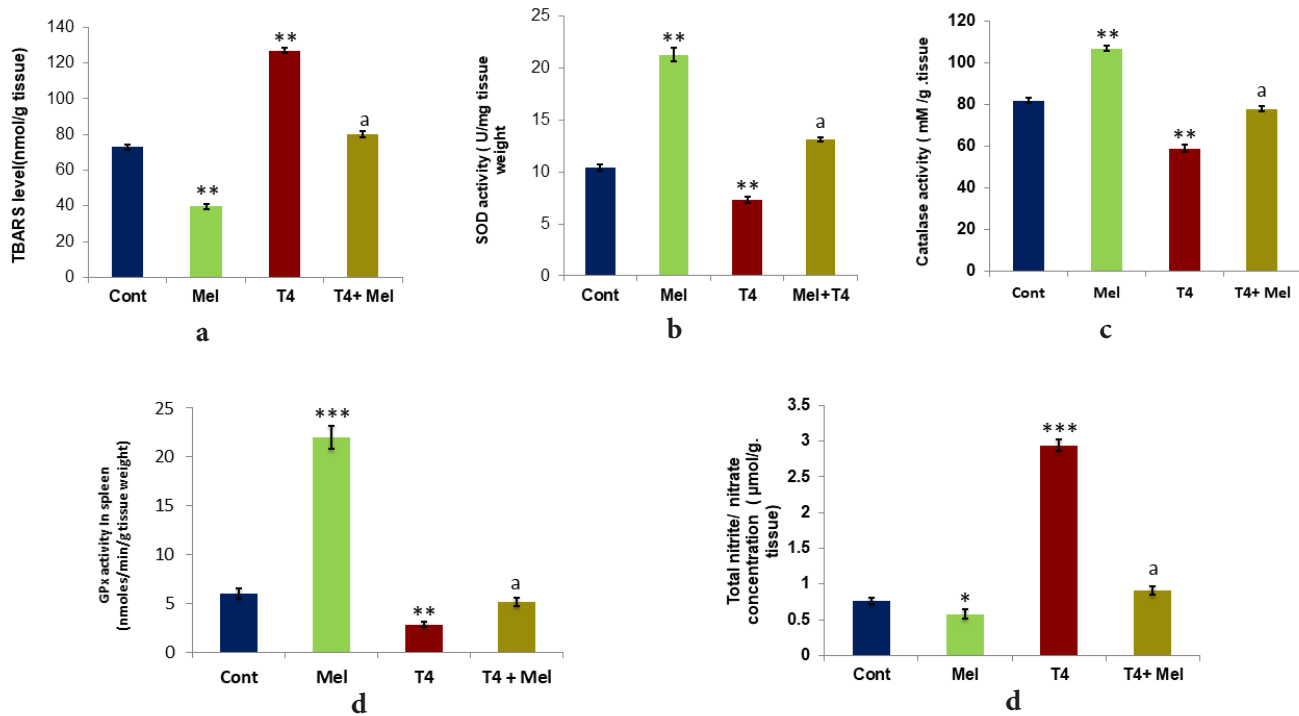 TBARS level(nmol/g tissue)
140
120
100
80
60
40
20
0
**
**
a
Cont Mel T4 T4+ Mel
a
SOD activity ( U/mg tissue
weight
25
20
15
10
5
0
**
**
a
Cont Mel T4 Mel+T4
b
Catalase activity ( mM /g .tissue
120
100
80
60
40
20
0
**
**
a
Cont Mel T4 T4+ Mel
c
GPx activity In spleen
(nmoles/min/gtissue weight)
25
20
15
10
5
0
***
**
a
Cont Mel T4 T4 + Mel
d
Total nitrite/ nitrate
concentration ( µmol/g.
tissue)
3.5
3
2.5
2
1.5
1
0.5
0
*
***
a
Cont Mel T4 T4+ Mel
d